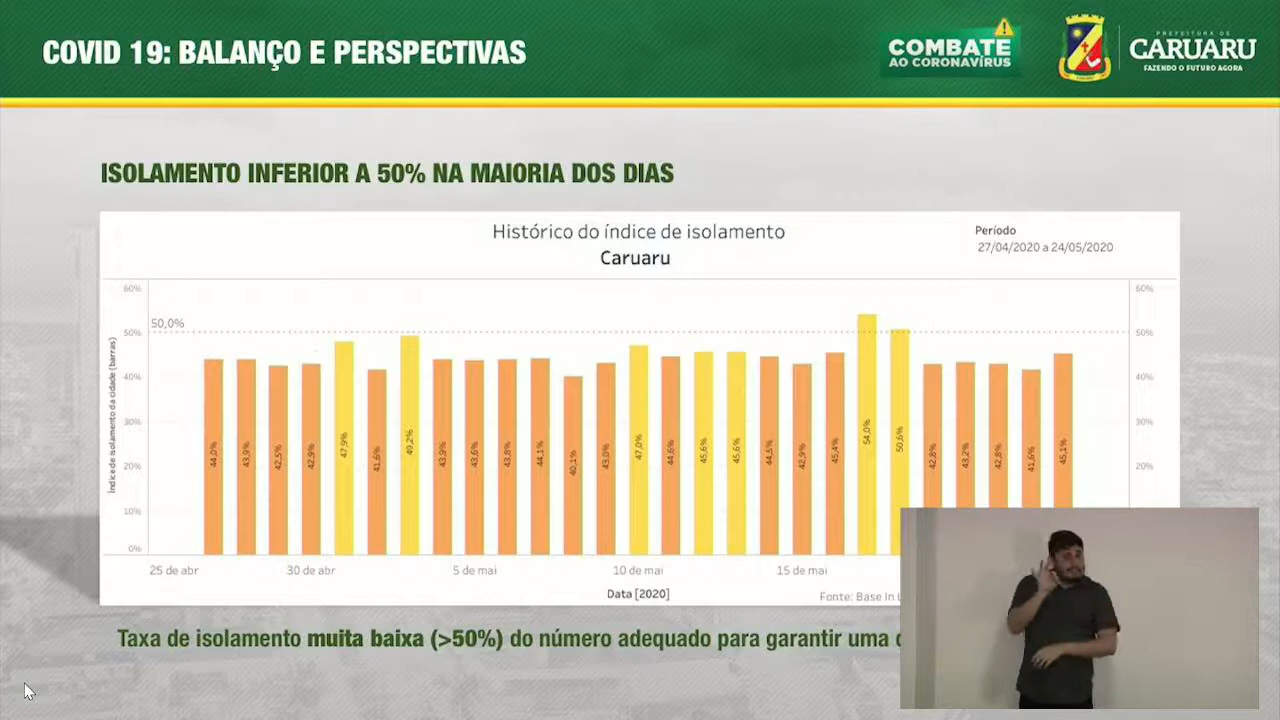 COVID 19: BALANÇO E PERSPECTIVAS
COMBATE
AO CORONAVÍRUS
PREFEITURA DE
CARUARU
FAZENDO O FUTURO AGORA
ISOLAMENTO INFERIOR A 50% NA MAIORIA DOS DIAS
Histórico do índice de isolamento
Caruaru
Período
27/04/2020 a 24/05/2020
Índice de isolamento da cidade (barras)
60%
50%
40%
30%
20%
10%
0%
50,0%
44,0%
43,9%
42,5%
42,9%
47,9%
41,6%
49,2%
43,9%
43,6%
43,8%
44,1%
40,1%
43,0%
47,0%
44,6%
45,6%
45,6%
44,5%
42,9%
45,4%
54,0%
50,6%
42,8%
43,2%
42,8%
41,6%
45,1%
60%
50%
40%
30%
20%
25 de abr
30 de abr
5 de mai
10 de mai
15 de mai
Data [2020]
Fonte: Base In
Taxa de isolamento muita baixa (>50%) do número adequado para garantir uma